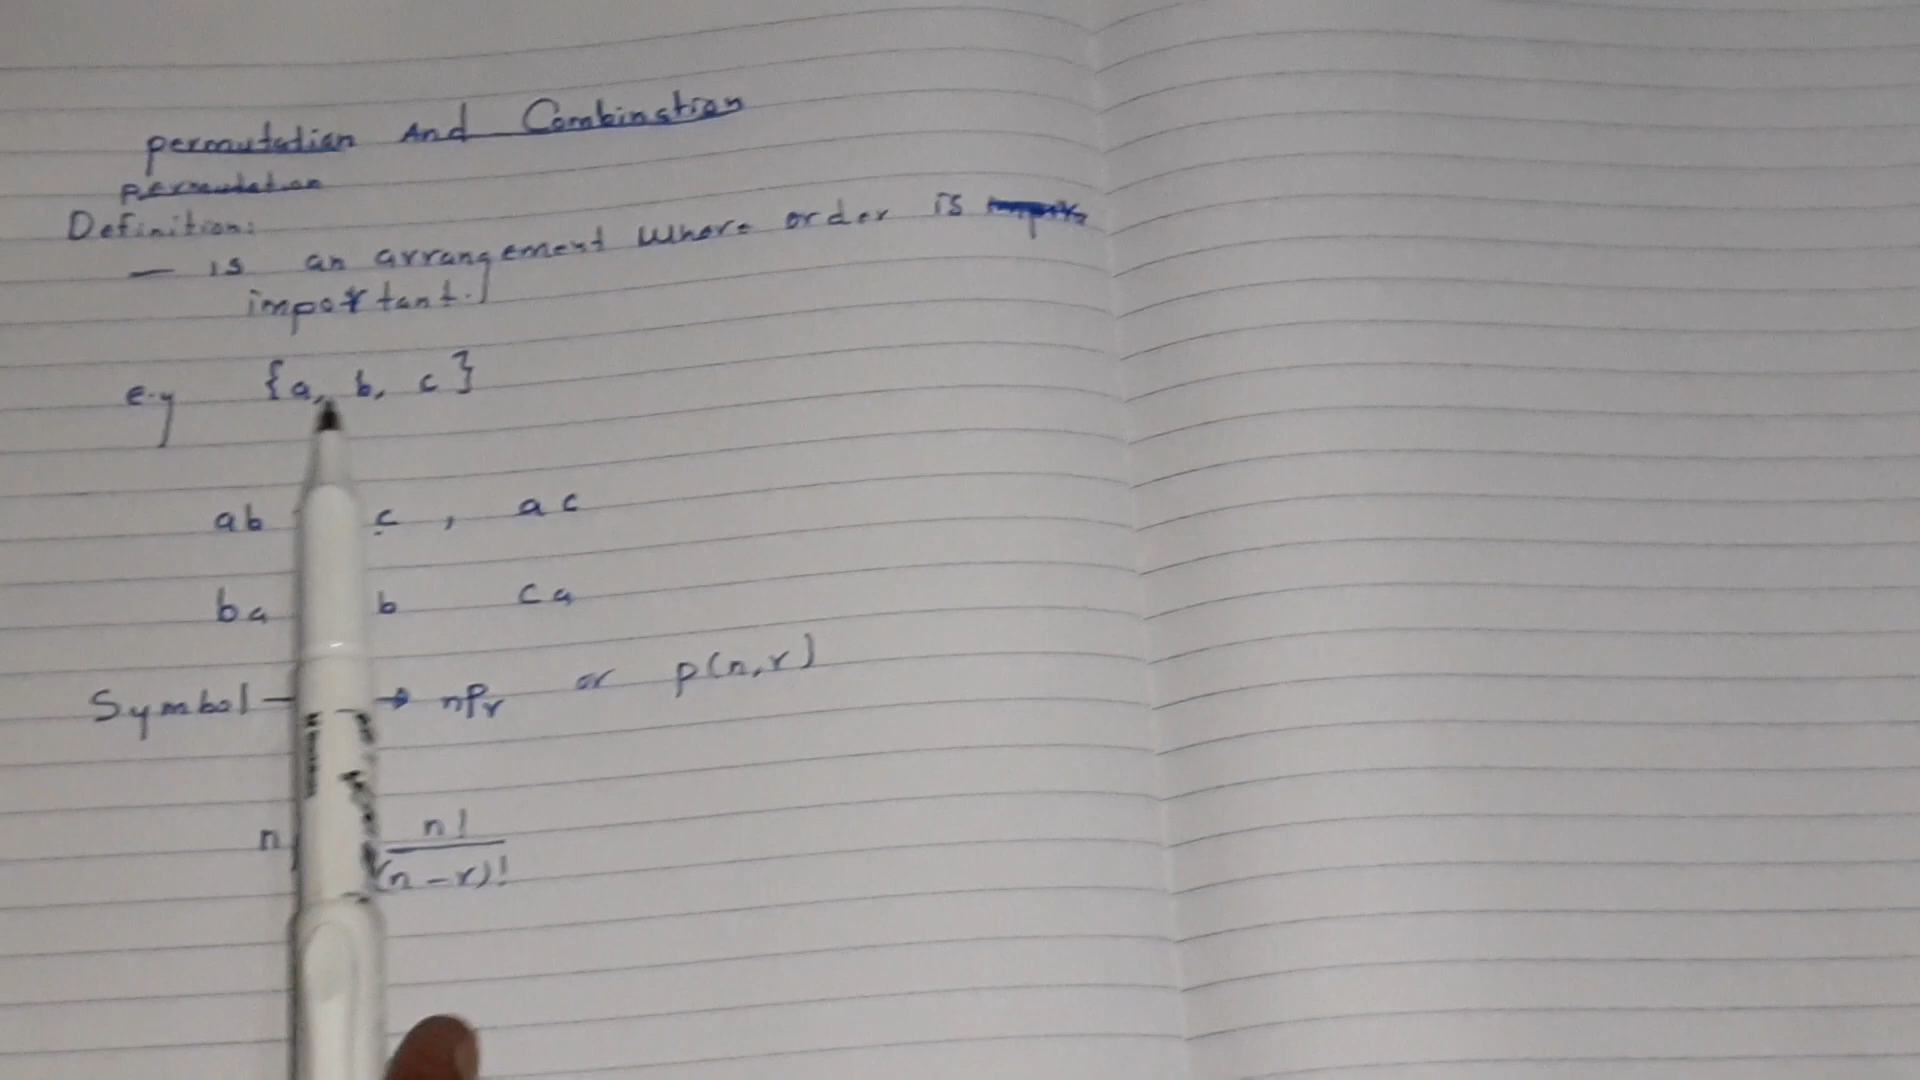 permutation And Combination
permutation
Definition:
— is an arrangement Where order is
important.
e.g {a, b, c}
ab c , ac
ba b ca
Symbol → nPr or p(n,r)
n n!
(n-r)!